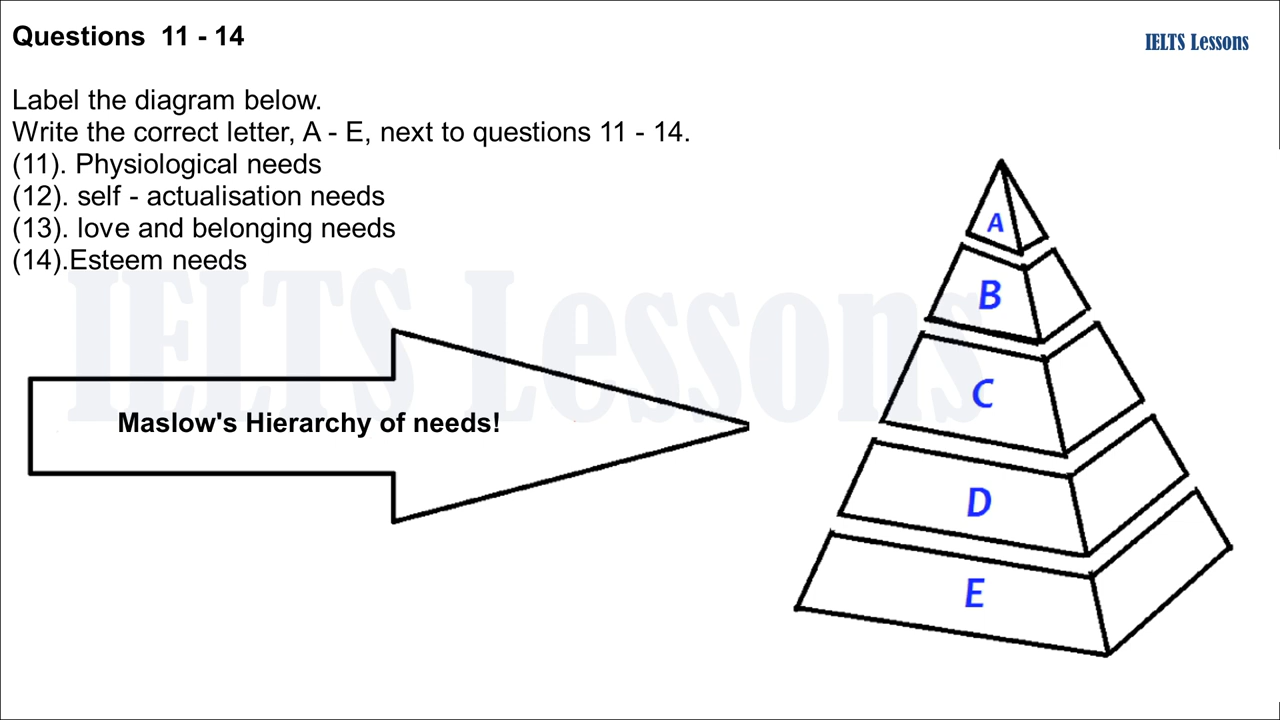 Questions  11 - 14
IELTS Lessons
Label the diagram below.
Write the correct letter, A - E, next to questions 11 - 14.
(11). Physiological needs
(12). self - actualisation needs
(13). love and belonging needs
(14).Esteem needs
IELTS Lessons
Maslow's Hierarchy of needs!
A
B
C
D
E